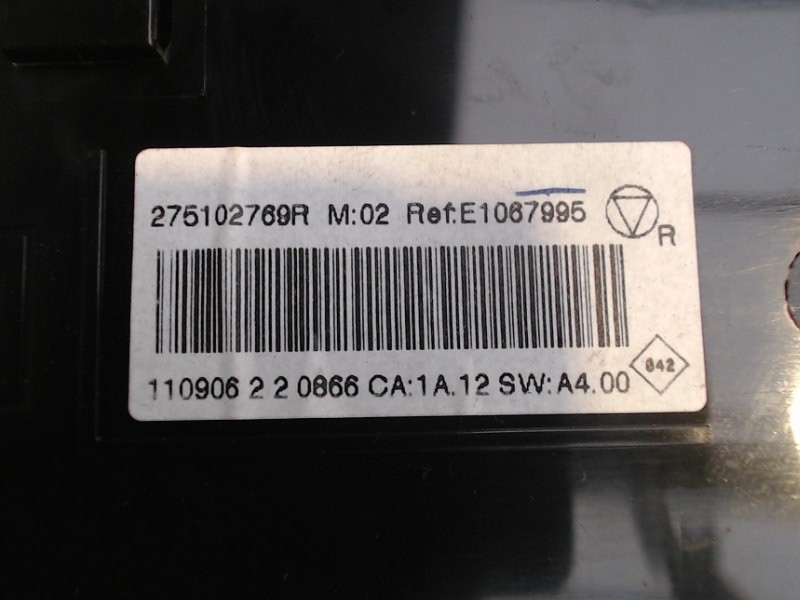 275102769R M:02 Ref:E1067995
R
842
110906 2 2 0866 CA:1A.12 SW:A4.00